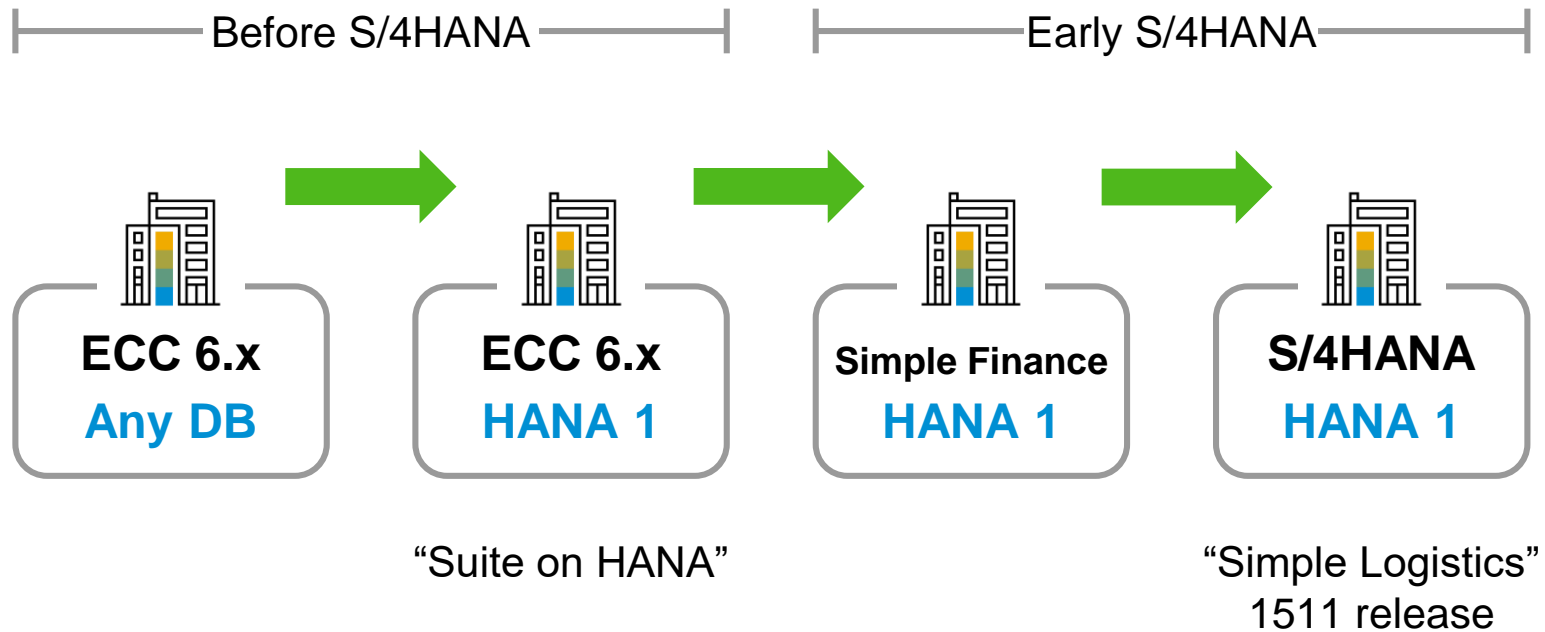 Before S/4HANA
Early S/4HANA
ECC 6.x
Any DB
ECC 6.x
HANA 1
Simple Finance
HANA 1
S/4HANA
HANA 1
“Suite on HANA”
“Simple Logistics”
1511 release